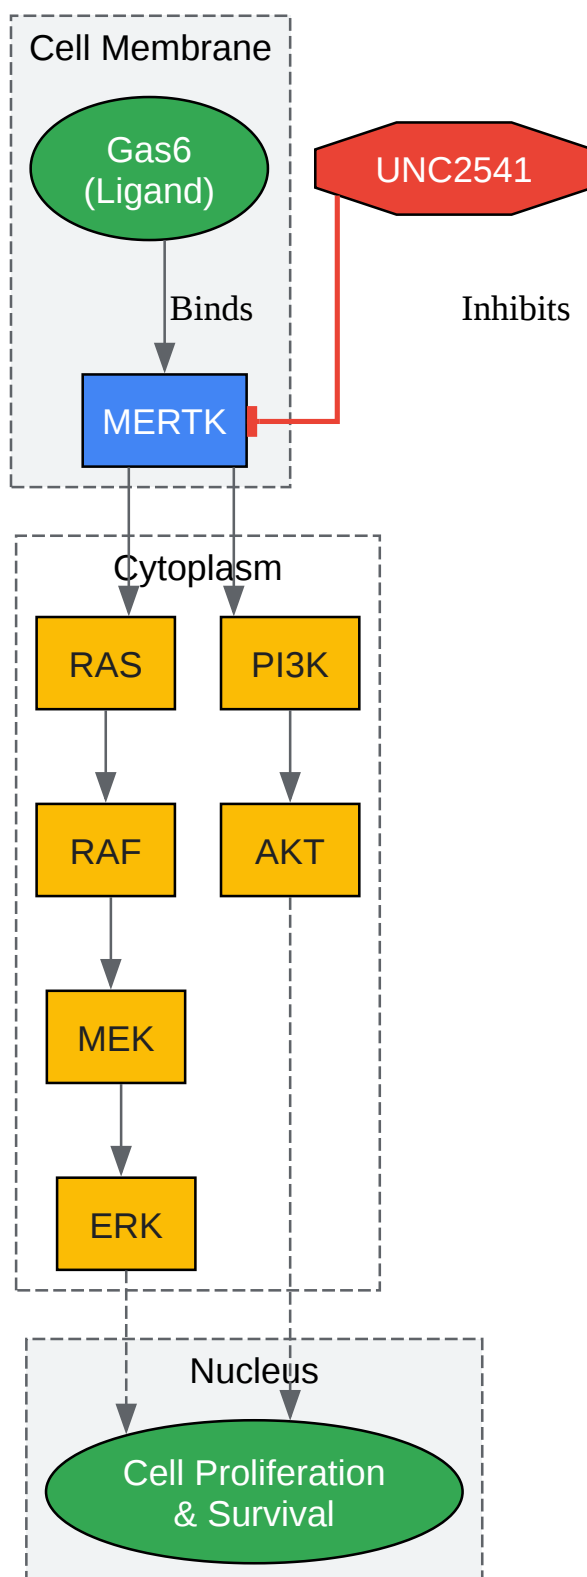 Cell Membrane
Gas6
(Ligand)
UNC2541
Binds
Inhibits
MERTK
Cytoplasm
RAS
PI3K
RAF
AKT
MEK
ERK
Nucleus
Cell Proliferation
& Survival